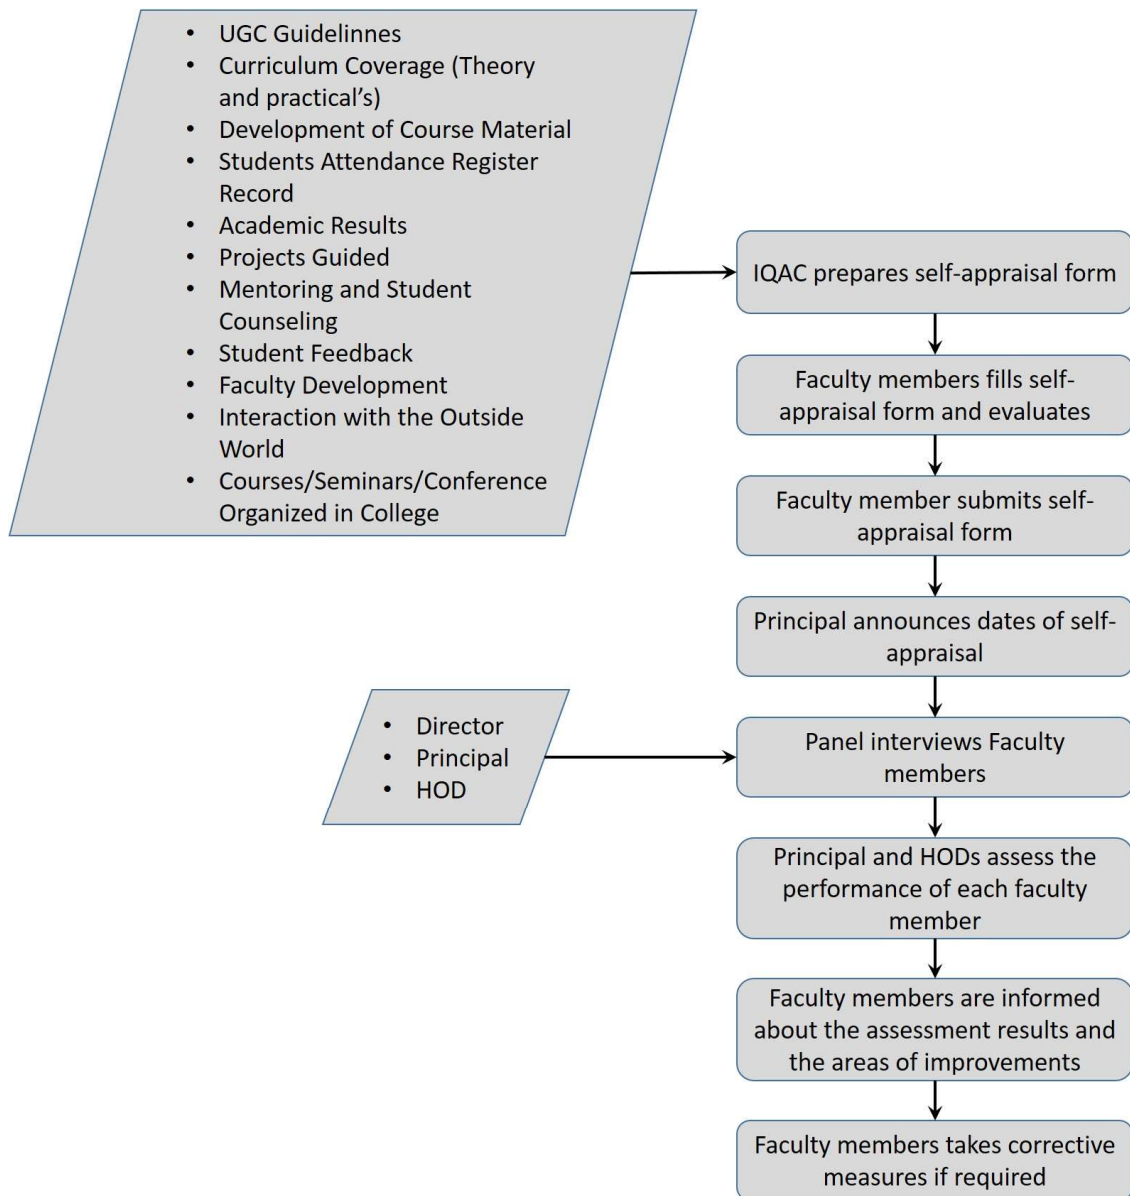 • UGC Guidelinnes
• Curriculum Coverage (Theory
and practical’s)
• Development of Course Material
• Students Attendance Register
Record
• Academic Results
• Projects Guided
• Mentoring and Student
Counseling
• Student Feedback
• Faculty Development
• Interaction with the Outside
World
• Courses/Seminars/Conference
Organized in College
IQAC prepares self-appraisal form
Faculty members fills self-
appraisal form and evaluates
Faculty member submits self-
appraisal form
Principal announces dates of self-
appraisal
• Director
• Principal
• HOD
Panel interviews Faculty
members
Principal and HODs assess the
performance of each faculty
member
Faculty members are informed
about the assessment results and
the areas of improvements
Faculty members takes corrective
measures if required